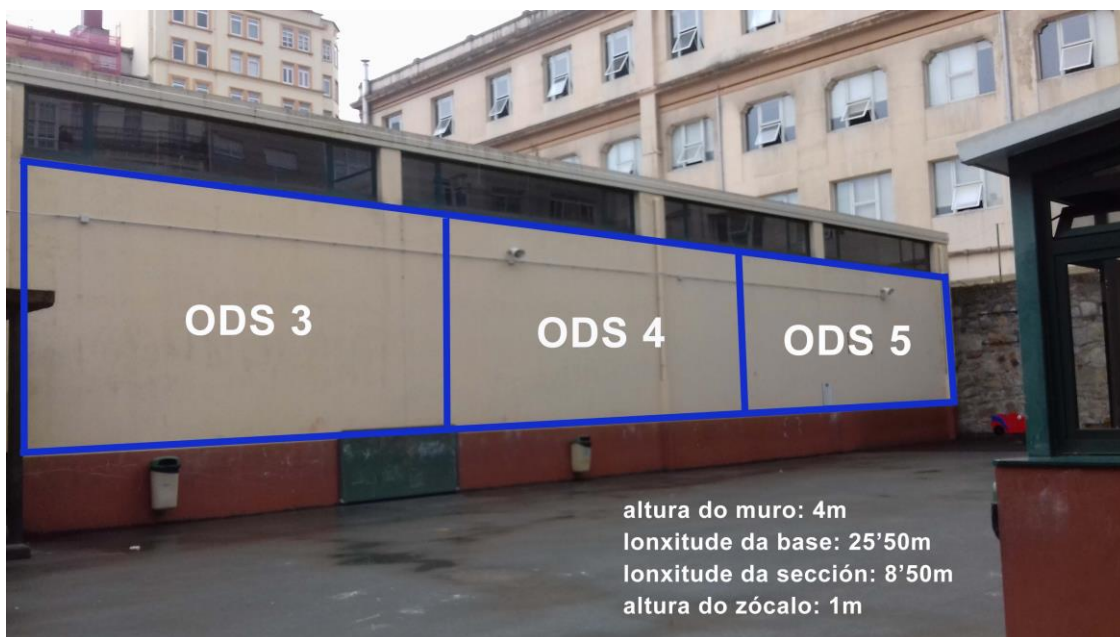 ODS 3
ODS 4
ODS 5
altura do muro: 4m
lonxitude da base: 25'50m
lonxitude da sección: 8'50m
altura do zócalo: 1m